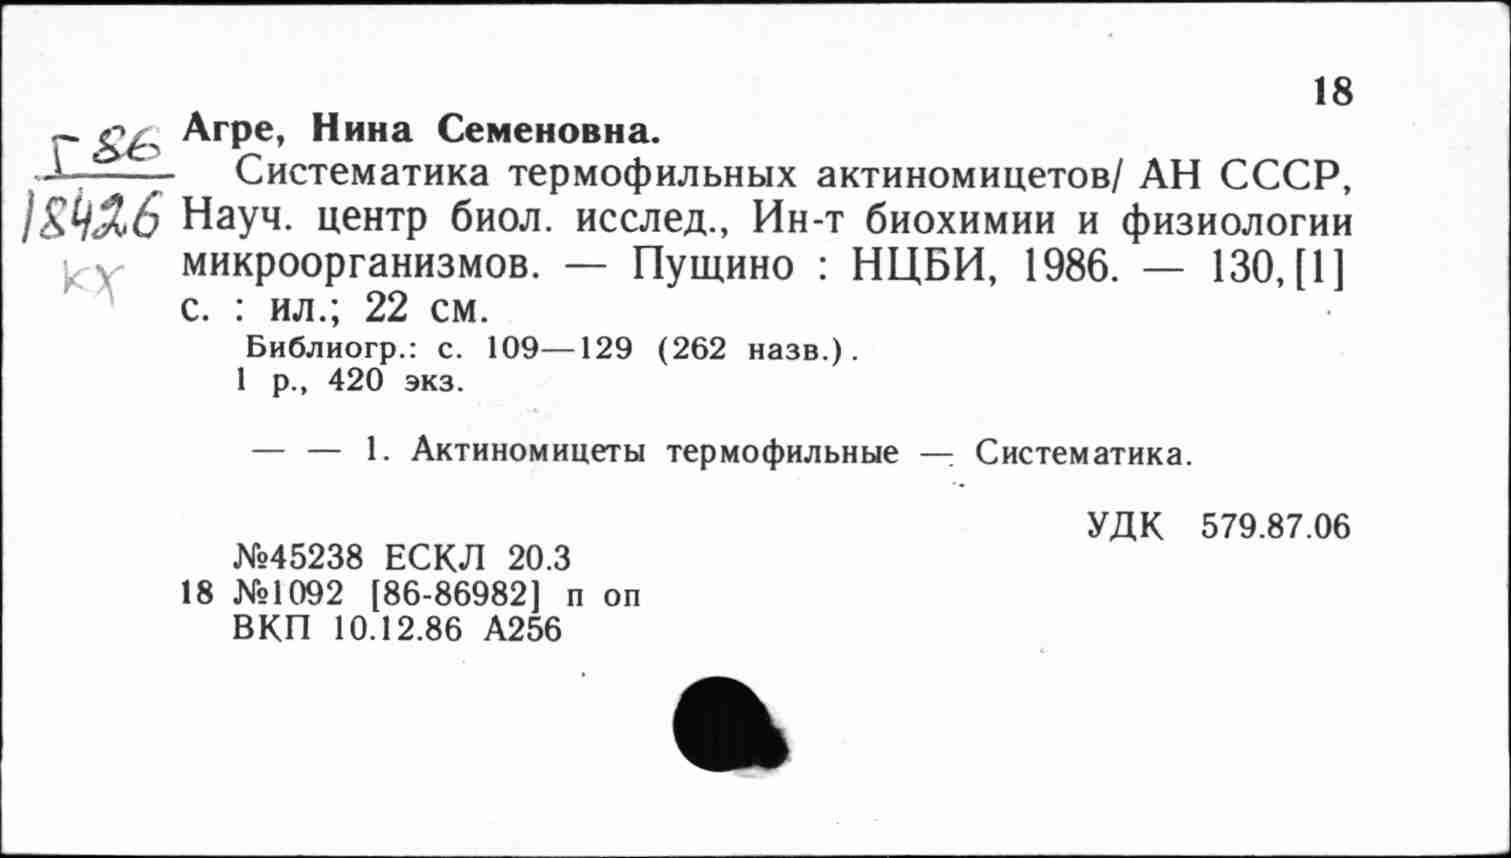 18
Г 86
18426
кх
Агре, Нина Семеновна.
Систематика термофильных актиномицетов/ АН СССР,
Науч. центр биол. исслед., Ин-т биохимии и физиологии
микроорганизмов. — Пущино : НЦБИ, 1986. — 130,[1]
с. : ил.; 22 см.
Библиогр.: с. 109—129 (262 назв.).
1 р., 420 экз.
— — 1. Актиномицеты термофильные — Систематика.
УДК 579.87.06
№45238 ЕСКЛ 20.3
18 №1092 [86-86982] п оп
ВКП 10.12.86 А256